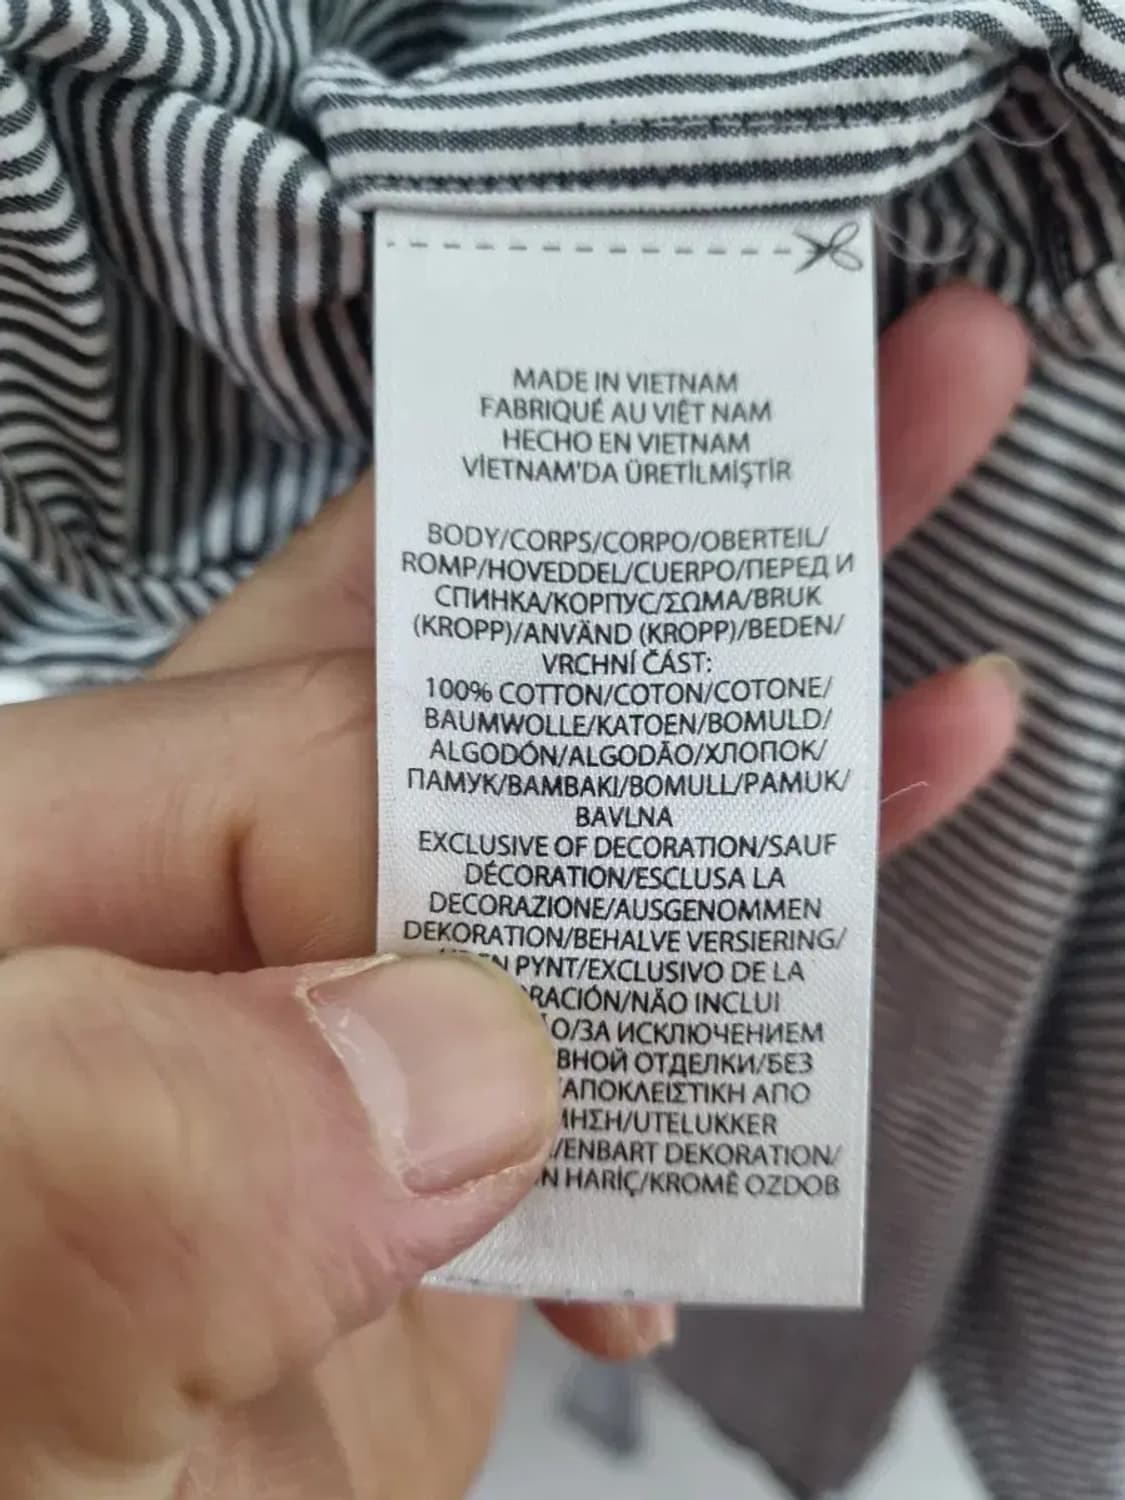 MADE IN VIETNAM
FABRIQUÉ AU VIÊT NAM
HECHO EN VIETNAM
VİETNAM'DA ÜRETİLMİŞTİR
BODY/CORPS/CORPO/OBERTEIL/
ROMP/HOVEDDEL/CUERPO/ПЕРЕД И
СПИНКА/КОРПУС/ΣΩΜΑ/BRUK
(KROPP)/ANVÄND (KROPP)/BEDEN/
VRCHNÍ ČÁST:
100% COTTON/COTON/COTONE/
BAUMWOLLE/KATOEN/BOMULD/
ALGODÓN/ALGODÃO/ХЛОПОК/
ПАМУК/ΒΑΜΒΑΚΙ/BOMULL/PAMUK/
BAVLNA
EXCLUSIVE OF DECORATION/SAUF
DÉCORATION/ESCLUSA LA
DECORAZIONE/AUSGENOMMEN
DEKORATION/BEHALVE VERSIERING/
PYNT/EXCLUSIVO DE LA
RACIÓN/NÃO INCLUI
O/ЗА ИСКЛЮЧЕНИЕМ
ВНОЙ ОТДЕЛКИ/БЕЗ
/ΑΠΟΚΛΕΙΣΤΙΚΗ ΑΠΟ
ΗΣΗ/UTELUKKER
/ENBART DEKORATION/
N HARİÇ/KROMĚ OZDOB